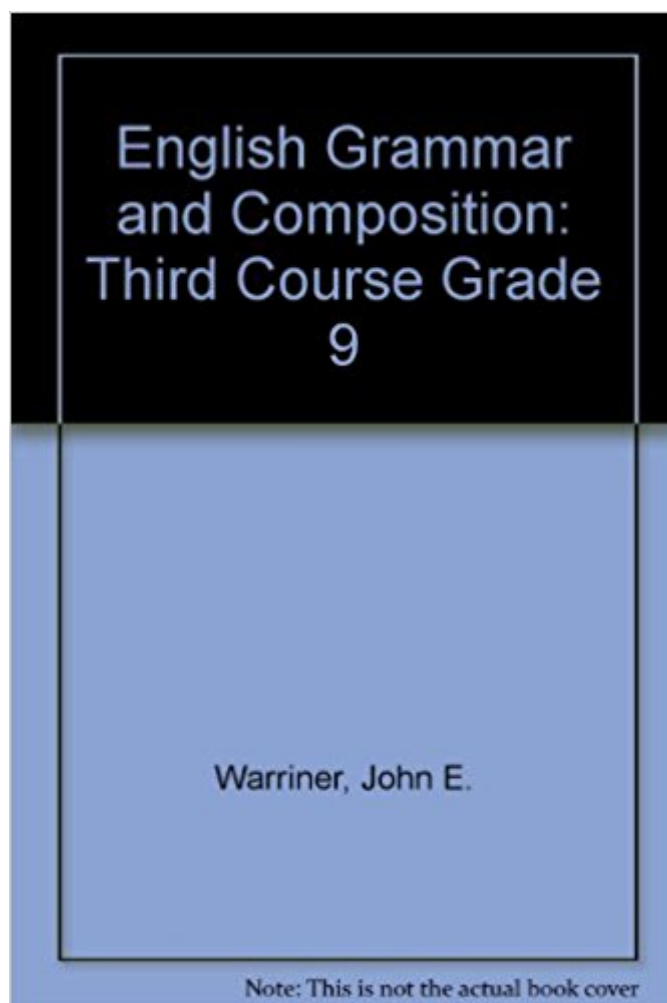 English Grammar
and Composition:
Third Course Grade
9
Warriner, John E.
Note: This is not the actual book cover